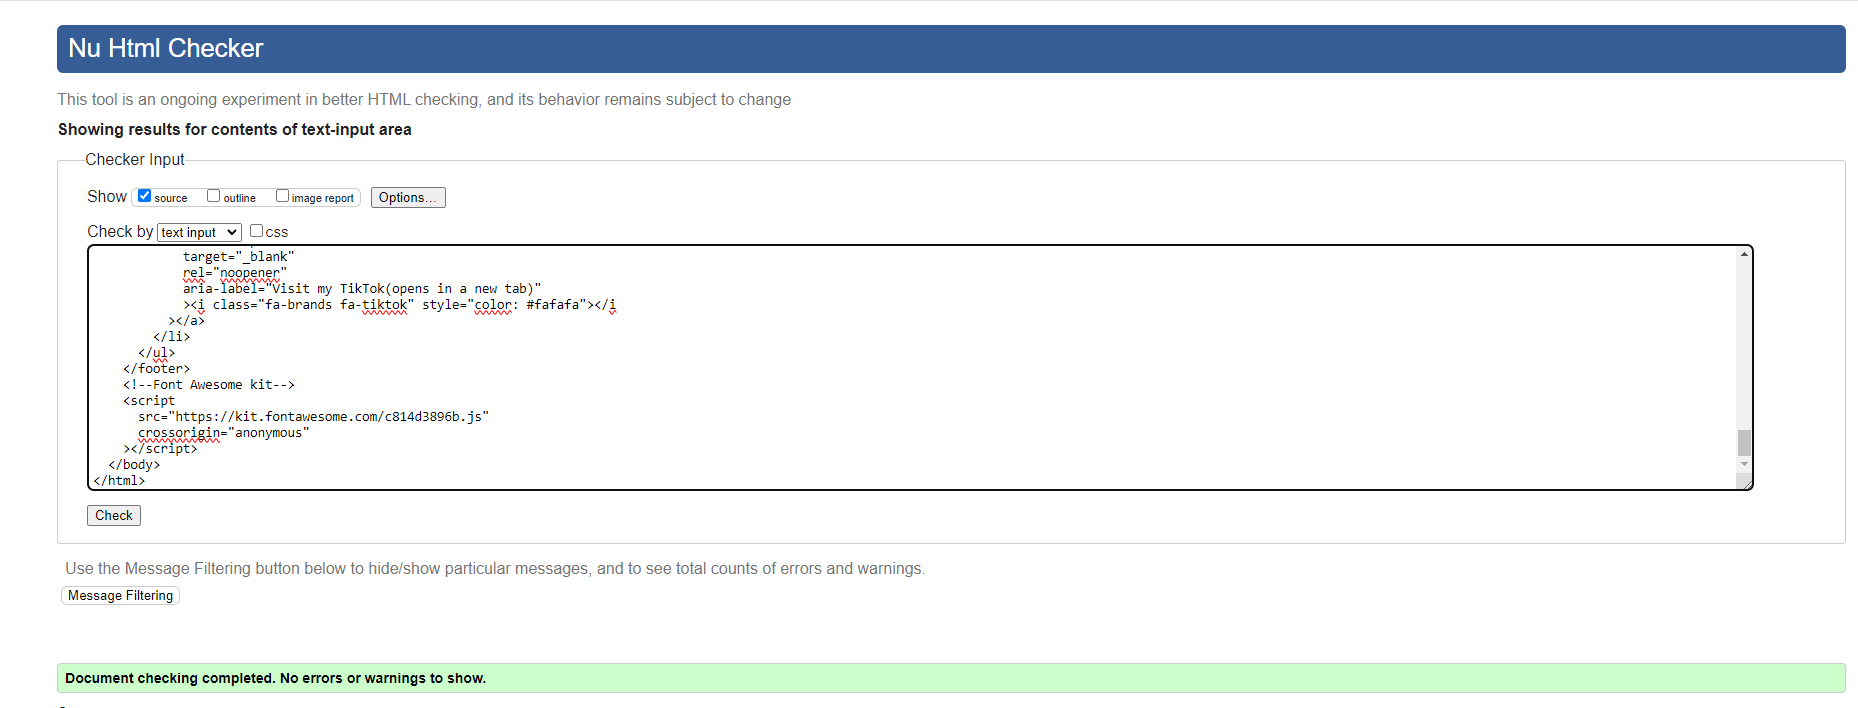 Nu Html Checker
This tool is an ongoing experiment in better HTML checking, and its behavior remains subject to change
Showing results for contents of text-input area
Checker Input
Show source outline image report Options...
Check by text input css
target="_blank"
rel="noopener"
aria-label="Visit my TikTok(opens in a new tab)"
><i class="fa-brands fa-tiktok" style="color: #fafafa"></i
></a>
</li>
</ul>
</footer>
<!--Font Awesome kit-->
<script
src="https://kit.fontawesome.com/c814d3896b.js"
crossorigin="anonymous"
></script>
</body>
</html>
Check
Use the Message Filtering button below to hide/show particular messages, and to see total counts of errors and warnings.
Message Filtering
Document checking completed. No errors or warnings to show.